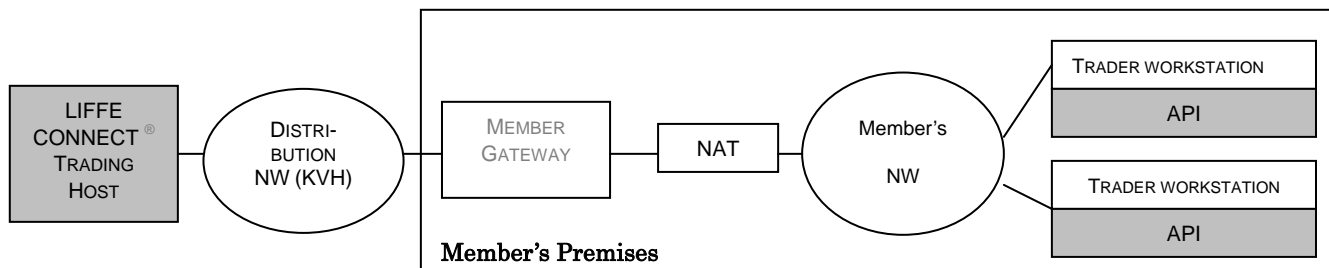 LIFFE
CONNECT ®
TRADING
HOST
DISTRI-
BUTION
NW (KVH)
MEMBER
GATEWAY
NAT
Member's
NW
TRADER WORKSTATION
API
TRADER WORKSTATION
API
Member's Premises